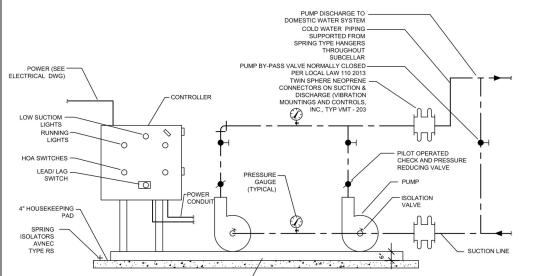 PUMP DISCHARGE TO
DOMESTIC WATER SYSTEM
COLD WATER PIPING
SUPPORTED FROM
SPRING TYPE HANGERS
THROUGHOUT
SUBCELLAR
PUMP BY-PASS VALVE NORMALLY CLOSED
PER LOCAL LAW 110 2013
TWIN SPHERE NEOPRENE
CONNECTORS ON SUCTION &
DISCHARGE (VIBRATION
MOUNTINGS AND CONTROLS,
INC., TYP VMT - 203
POWER (SEE
ELECTRICAL DWG)
CONTROLLER
LOW SUCTIOM
LIGHTS
RUNNING
LIGHTS
HOA SWITCHES
LEAD/ LAG
SWITCH
4" HOUSEKEEPING
PAD
SPRING
ISOLATORS
AVNEC
TYPE RS
POWER
CONDUIT
PRESSURE
GAUGE
(TYPICAL)
PILOT OPERATED
CHECK AND PRESSURE
REDUCING VALVE
PUMP
ISOLATION
VALVE
SUCTION LINE